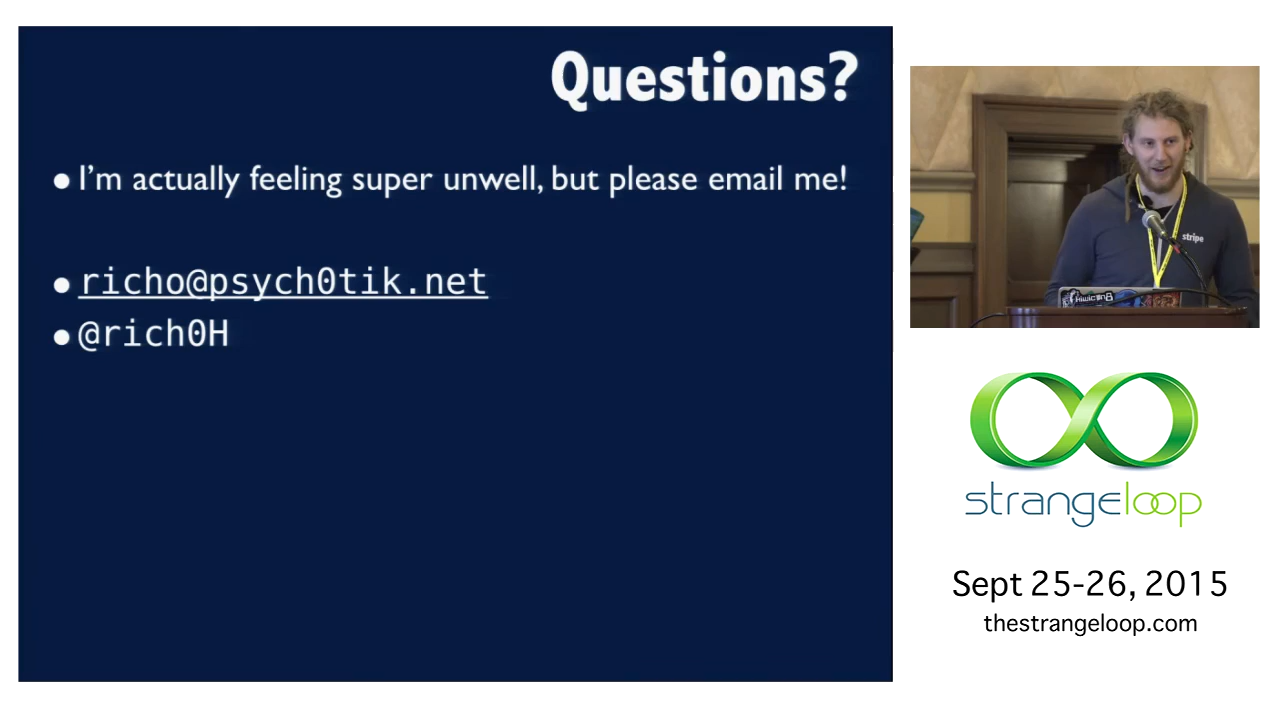 Questions?
• I'm actually feeling super unwell, but please email me!
• richo@psych0tik.net
• @rich0H
stripe
Kiwicon8
strangeloop
Sept 25-26, 2015
thestrangeloop.com